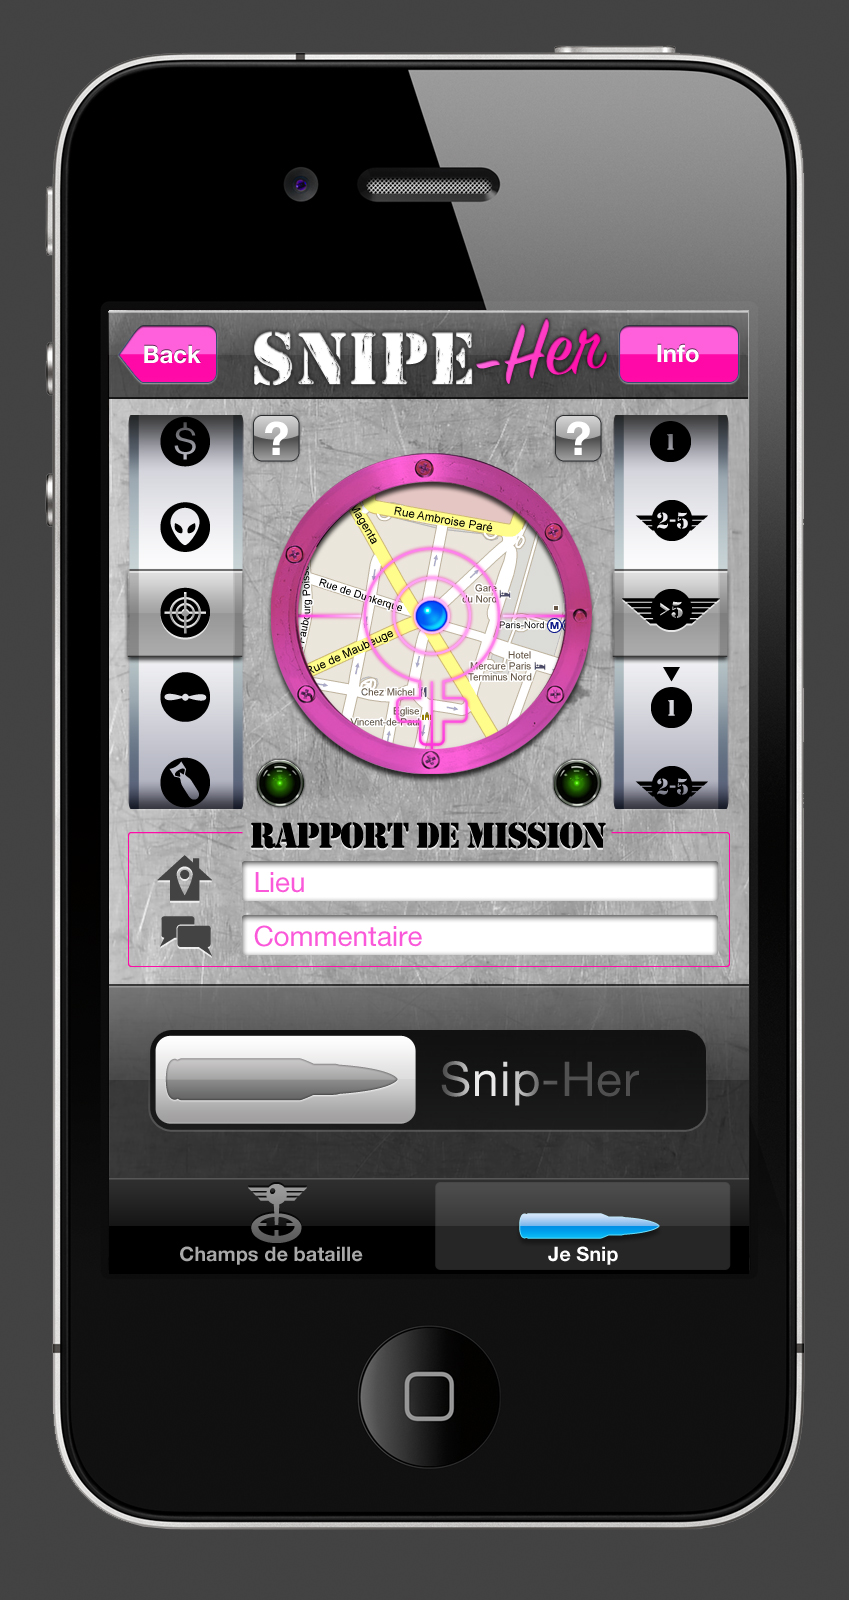 Back
SNIPE-Her
Info
$
?
?
1
2-5
>5
1
2-5
Magenta
Rue Ambroise Paré
Rue de Dunkerque
Faubourg Poiss
Gare
du Nord
Paris-Nord M
Rue de Maubeuge
Hotel
Mercure Paris
Terminus Nord
Chez Michel
Eglise
Vincent-de-Paul
RAPPORT DE MISSION
Lieu
Commentaire
Snip-Her
Champs de bataille
Je Snip